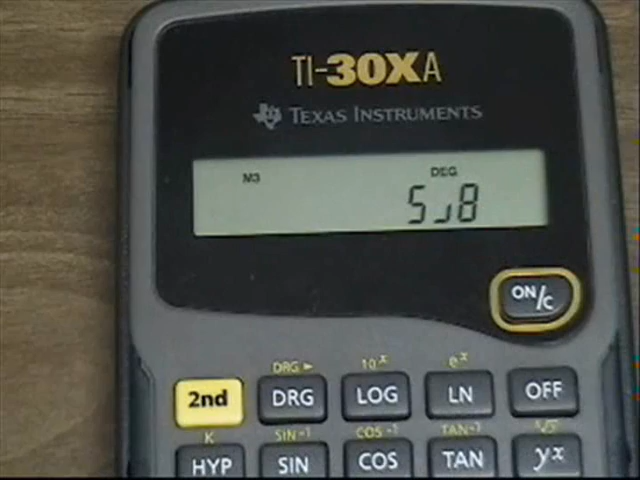 TI-30XA
TEXAS INSTRUMENTS
M3 DEG
5⌟8
ON/C
DRG► 10ˣ eˣ
2nd DRG LOG LN OFF
K SIN⁻¹ COS⁻¹ TAN⁻¹ ˣ√y
HYP SIN COS TAN yˣ